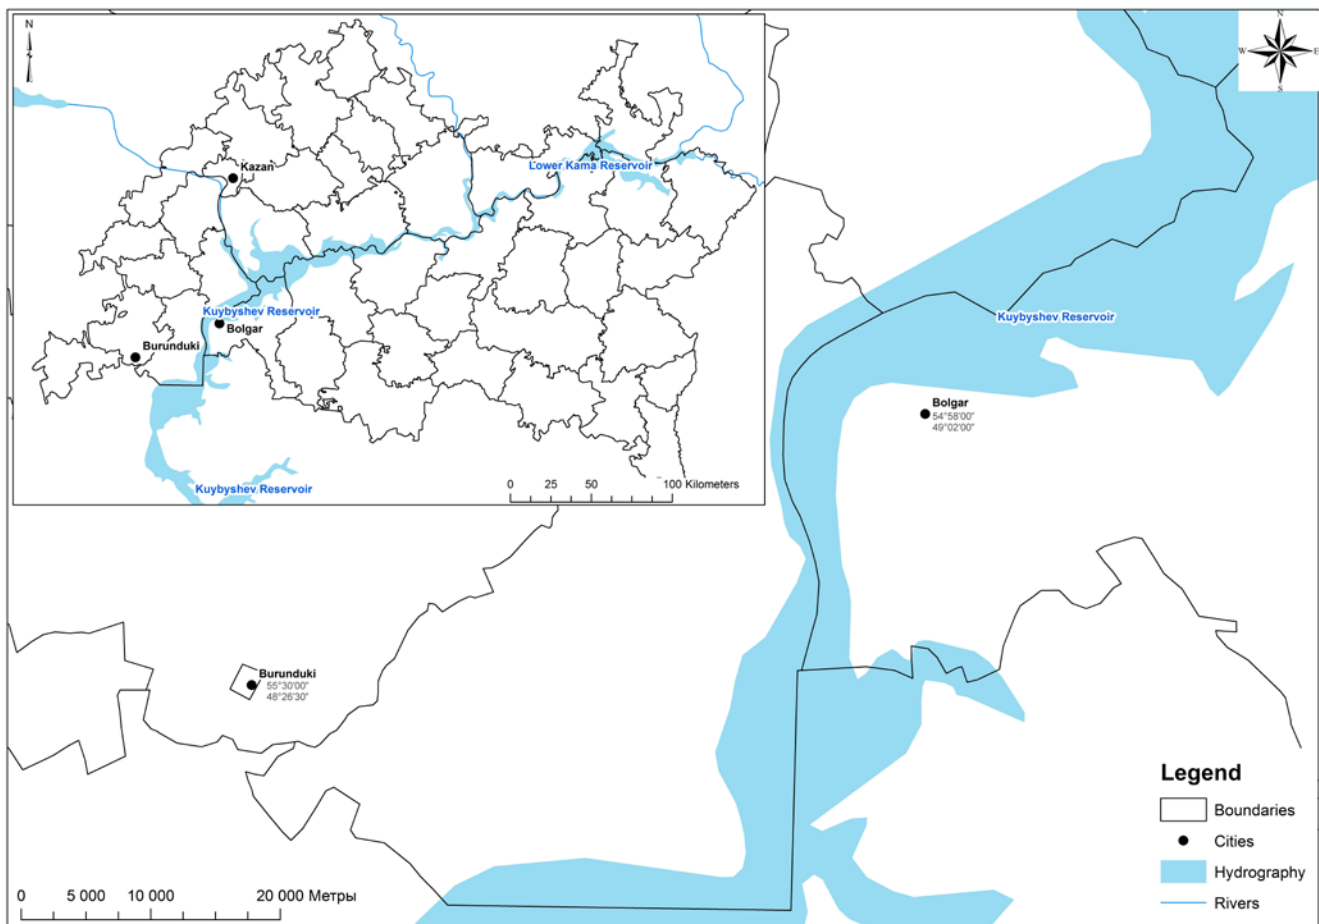 N
Kazan
Lower Kama Reservoir
Kuybyshev Reservoir
Bolgar
Burunduki
Kuybyshev Reservoir
0 25 50 100 Kilometers
N
W E
S
Kuybyshev Reservoir
Bolgar
54°58'00"
49°02'00"
Burunduki
55°30'00"
48°26'30"
Legend
Boundaries
Cities
Hydrography
Rivers
0 5 000 10 000 20 000 Метры